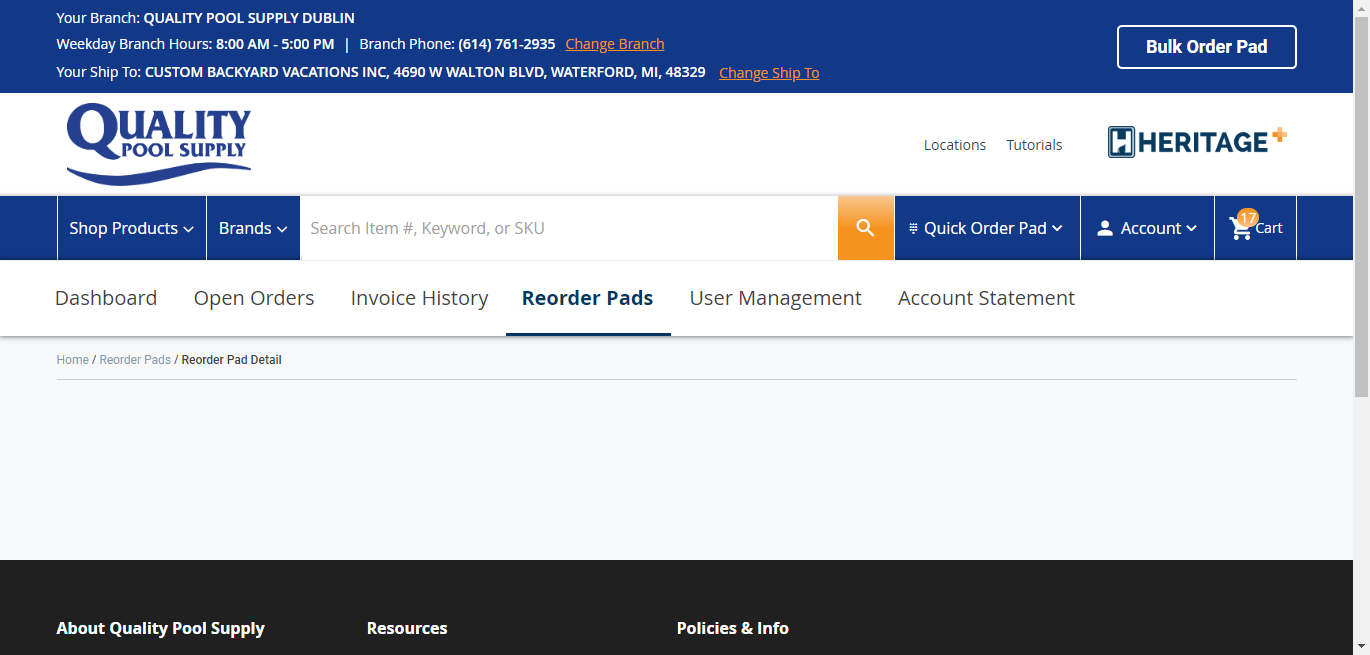 Your Branch: QUALITY POOL SUPPLY DUBLIN
Weekday Branch Hours: 8:00 AM - 5:00 PM | Branch Phone: (614) 761-2935 Change Branch
Your Ship To: CUSTOM BACKYARD VACATIONS INC, 4690 W WALTON BLVD, WATERFORD, MI, 48329 Change Ship To
Bulk Order Pad
QUALITY
POOL SUPPLY
Locations Tutorials
HERITAGE+
Shop Products Brands Search Item #, Keyword, or SKU Quick Order Pad Account 17 Cart
Dashboard Open Orders Invoice History Reorder Pads User Management Account Statement
Home / Reorder Pads / Reorder Pad Detail
About Quality Pool Supply Resources Policies & Info